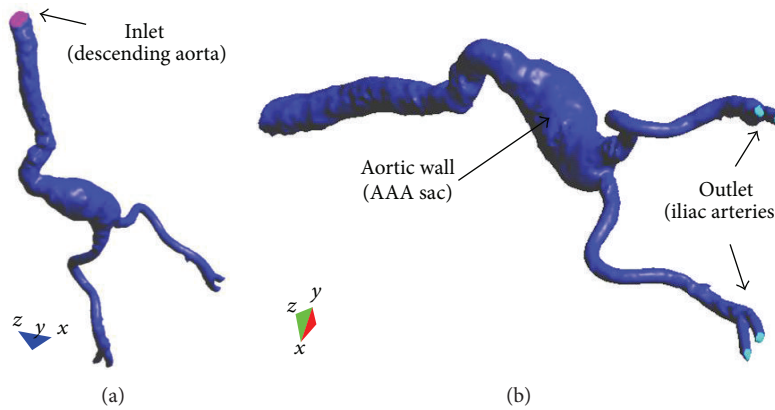 Inlet
(descending aorta)
Aortic wall
(AAA sac)
Outlet
(iliac arteries)
z y x
z y
x
(a)
(b)